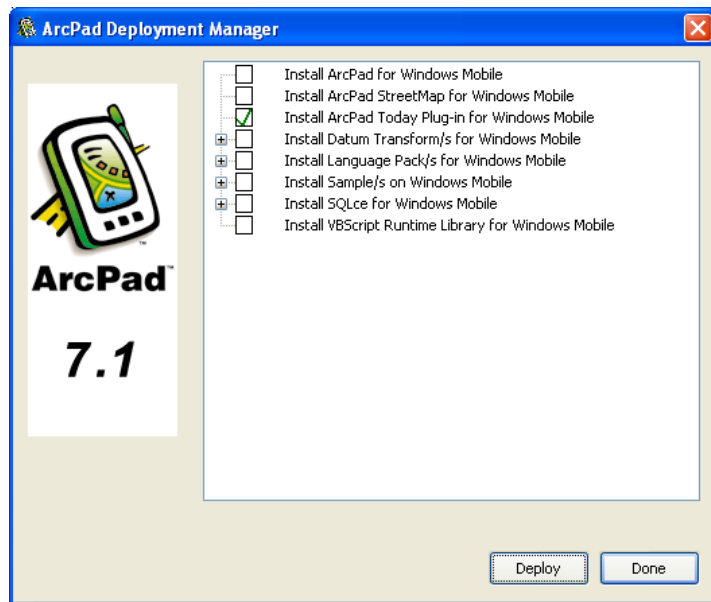 ArcPad Deployment Manager
Install ArcPad for Windows Mobile
Install ArcPad StreetMap for Windows Mobile
Install ArcPad Today Plug-in for Windows Mobile
Install Datum Transform/s for Windows Mobile
Install Language Pack/s for Windows Mobile
Install Sample/s on Windows Mobile
Install SQLce for Windows Mobile
Install VBScript Runtime Library for Windows Mobile
ArcPad™
7.1
Deploy
Done